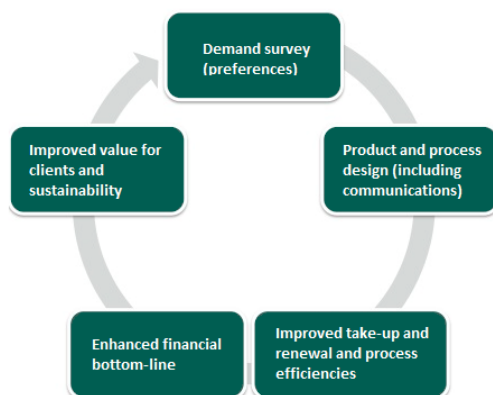 Demand survey
(preferences)
Product and process
design (including
communications)
Improved take-up and
renewal and process
efficiencies
Enhanced financial
bottom-line
Improved value for
clients and
sustainability